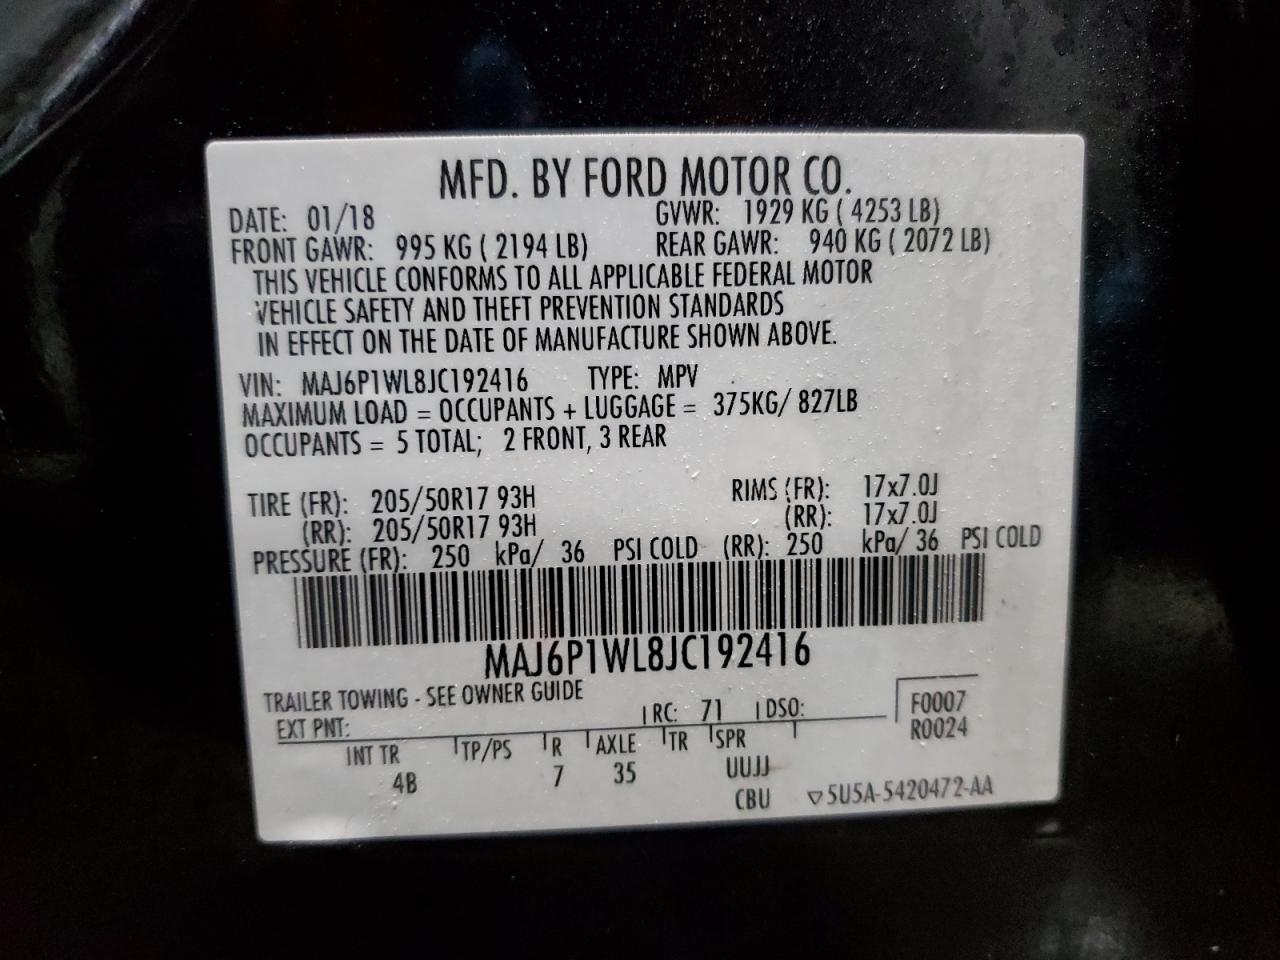 MFD. BY FORD MOTOR CO.
DATE: 01/18 GVWR: 1929 KG ( 4253 LB)
FRONT GAWR: 995 KG ( 2194 LB) REAR GAWR: 940 KG ( 2072 LB)
THIS VEHICLE CONFORMS TO ALL APPLICABLE FEDERAL MOTOR
VEHICLE SAFETY AND THEFT PREVENTION STANDARDS
IN EFFECT ON THE DATE OF MANUFACTURE SHOWN ABOVE.
VIN: MAJ6P1WL8JC192416 TYPE: MPV
MAXIMUM LOAD = OCCUPANTS + LUGGAGE = 375KG/ 827LB
OCCUPANTS = 5 TOTAL; 2 FRONT, 3 REAR
TIRE (FR): 205/50R17 93H RIMS (FR): 17x7.0J
(RR): 205/50R17 93H (RR): 17x7.0J
PRESSURE (FR): 250 kPa/ 36 PSI COLD (RR): 250 kPa/ 36 PSI COLD
MAJ6P1WL8JC192416
TRAILER TOWING - SEE OWNER GUIDE
EXT PNT: RC: 71 DSO: F0007
R0024
INT TR TP/PS R AXLE TR SPR
4B 7 35 UUJJ
CBU ▽5U5A-5420472-AA